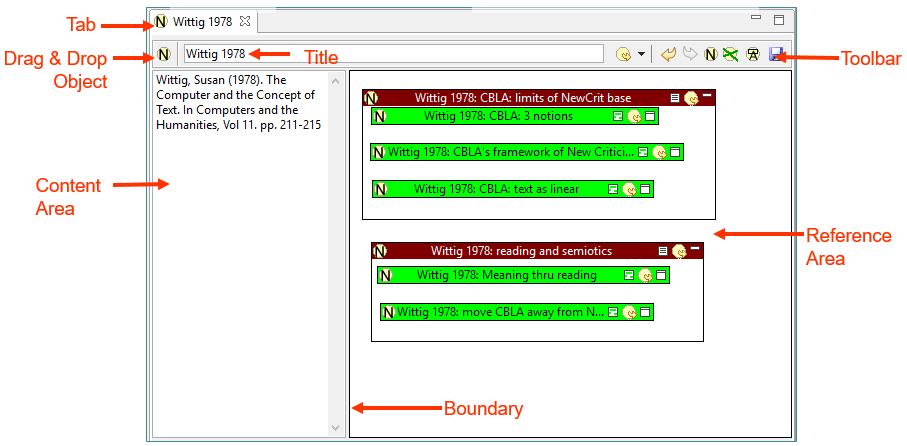 Tab
Wittig 1978
Drag & Drop
Object
Wittig 1978
Title
Toolbar
Wittig, Susan (1978). The
Computer and the Concept of
Text. In Computers and the
Humanities, Vol 11. pp. 211-215
Content
Area
Wittig 1978: CBLA: limits of NewCrit base
Wittig 1978: CBLA: 3 notions
Wittig 1978: CBLA's framework of New Critici...
Wittig 1978: CBLA: text as linear
Reference
Area
Wittig 1978: reading and semiotics
Wittig 1978: Meaning thru reading
Wittig 1978: move CBLA away from N...
Boundary